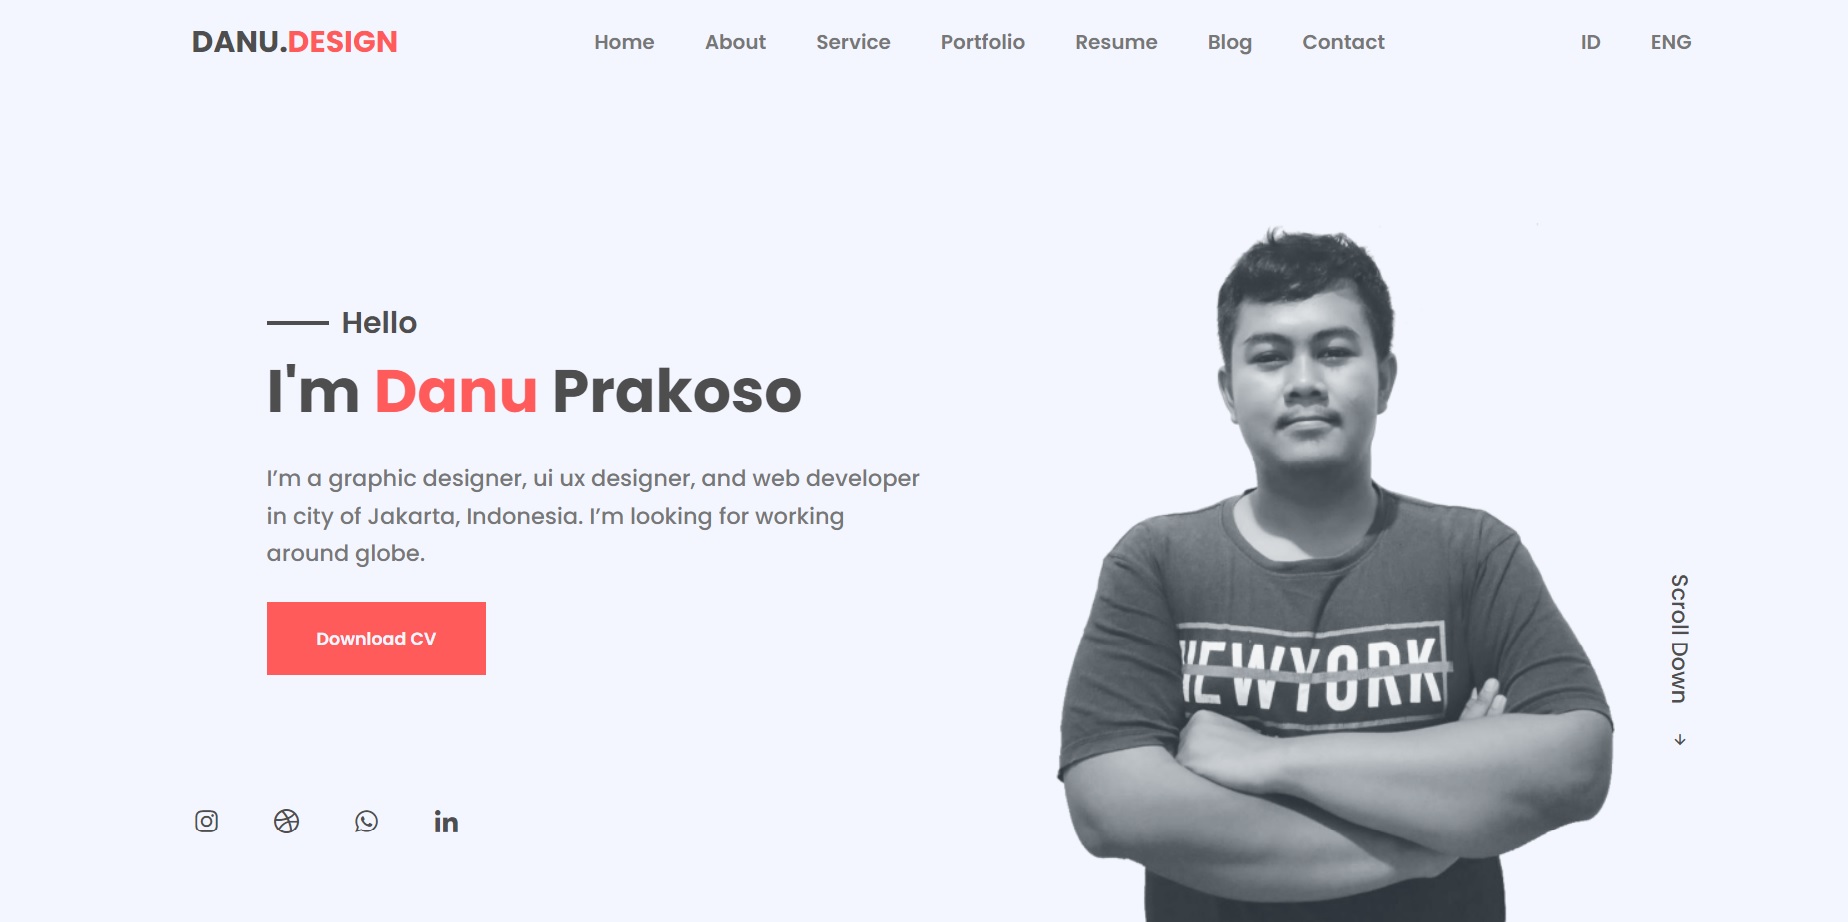 DANU.DESIGN
Home About Service Portfolio Resume Blog Contact
ID ENG
Hello
I'm Danu Prakoso
I’m a graphic designer, ui ux designer, and web developer
in city of Jakarta, Indonesia. I’m looking for working
around globe.
Download CV
NEWYORK
Scroll Down
in